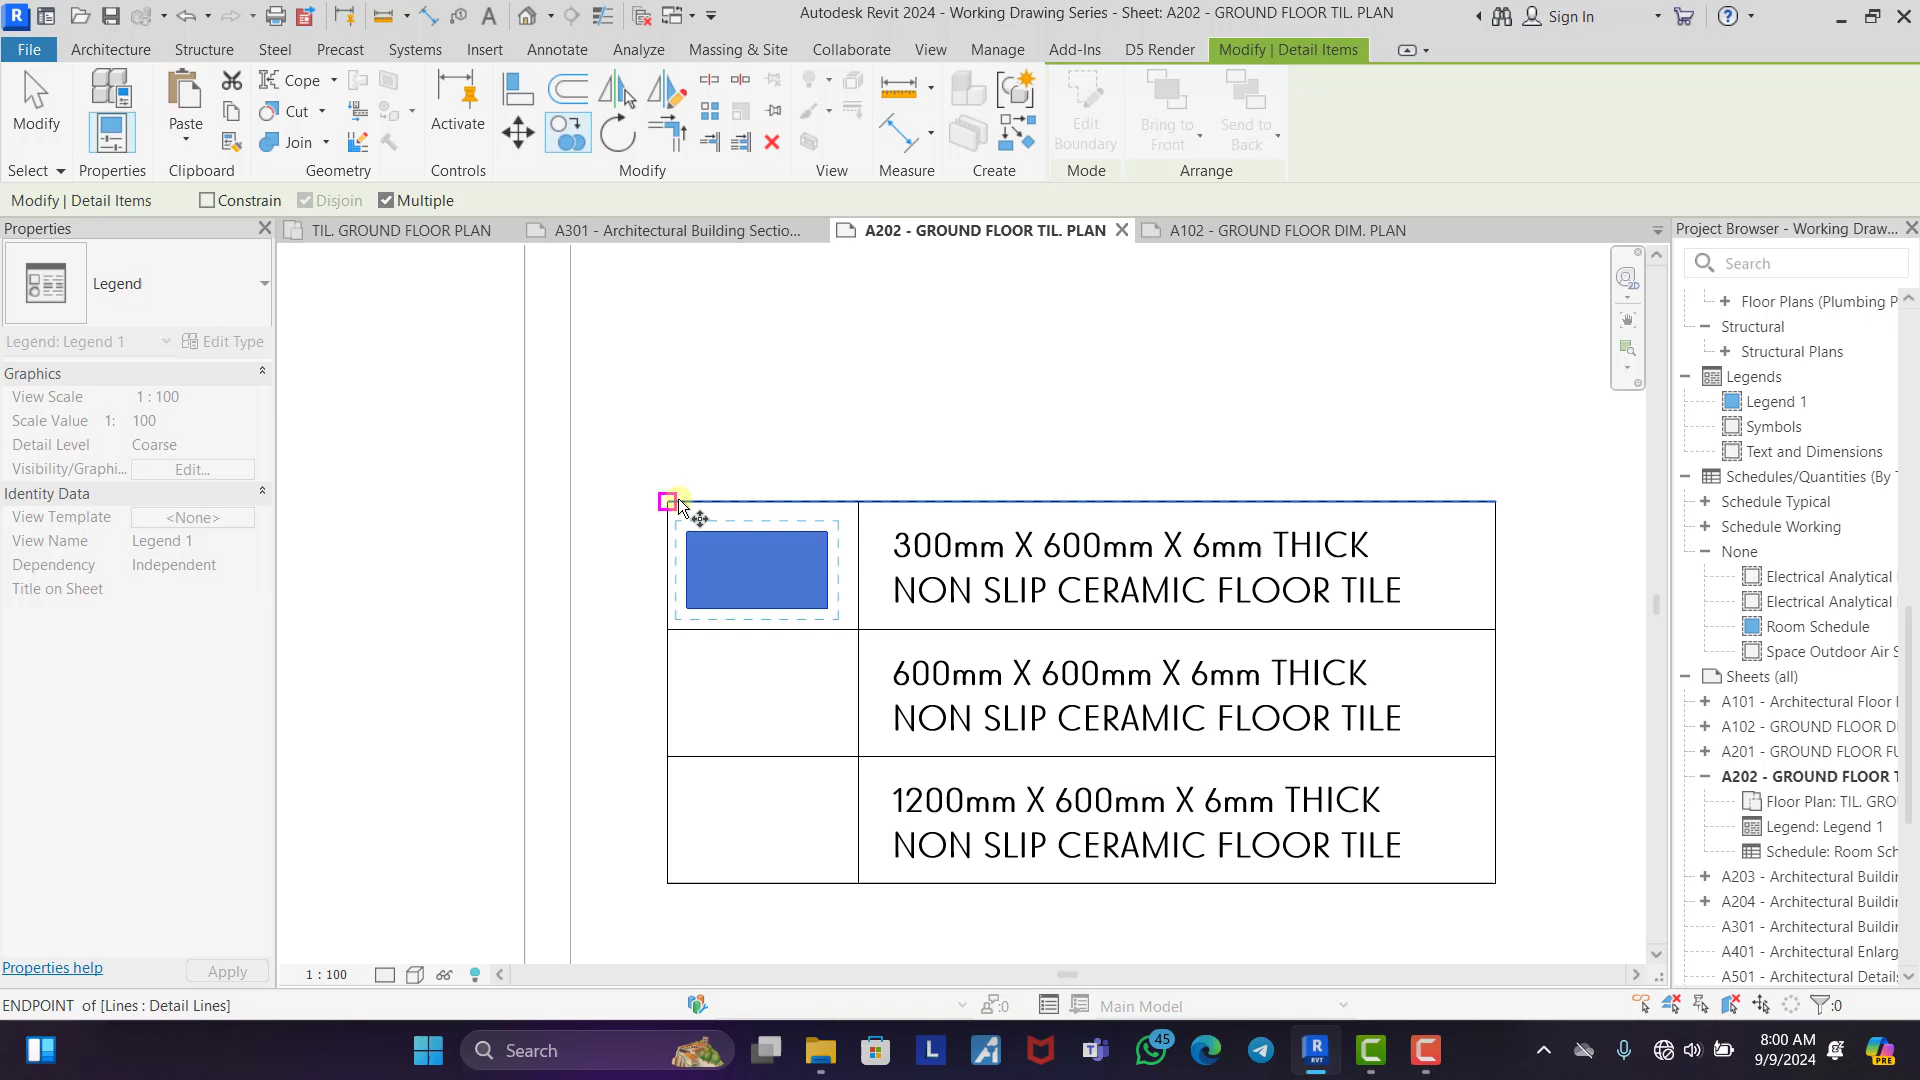 Autodesk Revit 2024 - Working Drawing Series - Sheet: A202 - GROUND FLOOR TIL. PLAN
Sign In
File
Architecture
Structure
Steel
Precast
Systems
Insert
Annotate
Analyze
Massing & Site
Collaborate
View
Manage
Add-Ins
D5 Render
Modify | Detail Items
Modify
Paste
Cope
Cut
Join
Activate
Edit
Boundary
Bring to
Front
Send to
Back
Select
Properties
Clipboard
Geometry
Controls
Modify
View
Measure
Create
Mode
Arrange
Modify | Detail Items
Constrain
Disjoin
Multiple
Properties
Legend
Legend: Legend 1
Edit Type
Graphics
View Scale 1 : 100
Scale Value 1: 100
Detail Level Coarse
Visibility/Graphi... Edit...
Identity Data
View Template <None>
View Name Legend 1
Dependency Independent
Title on Sheet
Properties help
Apply
TIL. GROUND FLOOR PLAN
A301 - Architectural Building Sectio...
A202 - GROUND FLOOR TIL. PLAN
A102 - GROUND FLOOR DIM. PLAN
300mm X 600mm X 6mm THICK
NON SLIP CERAMIC FLOOR TILE
600mm X 600mm X 6mm THICK
NON SLIP CERAMIC FLOOR TILE
1200mm X 600mm X 6mm THICK
NON SLIP CERAMIC FLOOR TILE
2D
1 : 100
Project Browser - Working Draw...
Search
Floor Plans (Plumbing P
Structural
Structural Plans
Legends
Legend 1
Symbols
Text and Dimensions
Schedules/Quantities (By T
Schedule Typical
Schedule Working
None
Electrical Analytical
Electrical Analytical
Room Schedule
Space Outdoor Air S
Sheets (all)
A101 - Architectural Floor
A102 - GROUND FLOOR D
A201 - GROUND FLOOR FU
A202 - GROUND FLOOR T
Floor Plan: TIL. GRO
Legend: Legend 1
Schedule: Room Sch
A203 - Architectural Buildin
A204 - Architectural Buildin
A301 - Architectural Buildin
A401 - Architectural Enlarg
A501 - Architectural Details
ENDPOINT of [Lines : Detail Lines]
:0
Main Model
:0
Search
45
RVT
8:00 AM
9/9/2024
PRE